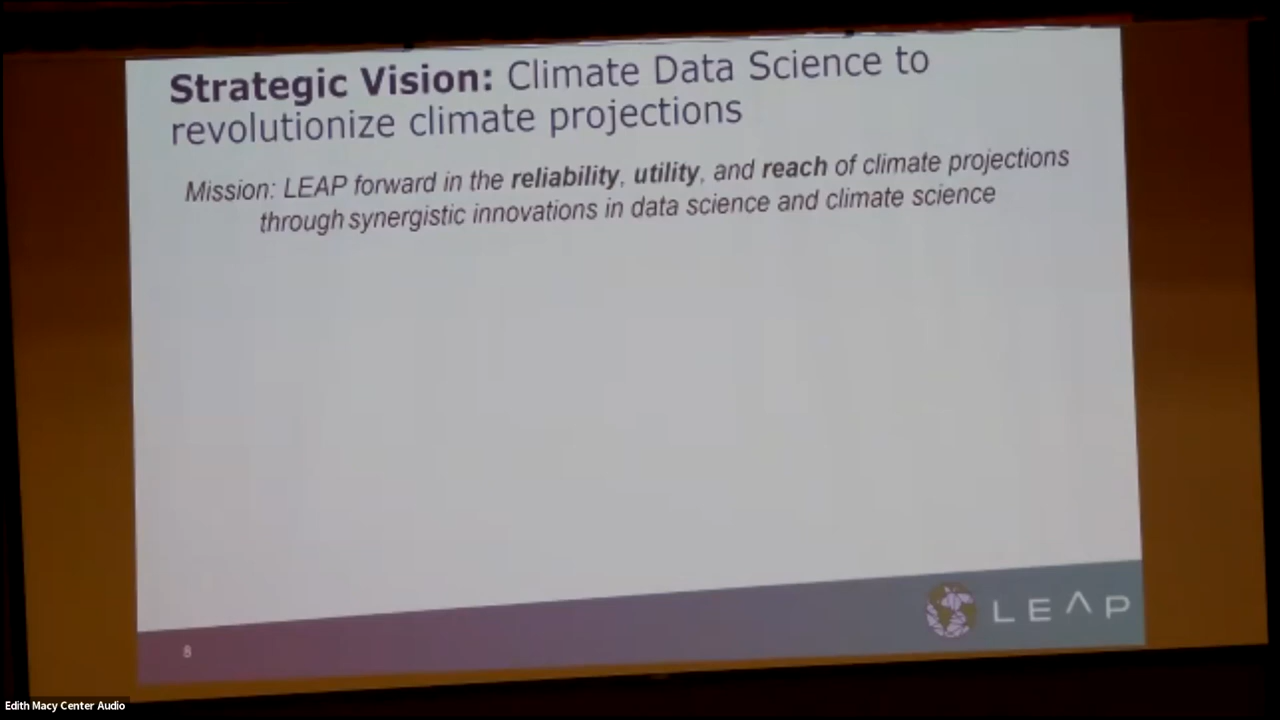 Strategic Vision: Climate Data Science to
revolutionize climate projections
Mission: LEAP forward in the reliability, utility, and reach of climate projections
through synergistic innovations in data science and climate science
8
LEAP
Edith Macy Center Audio